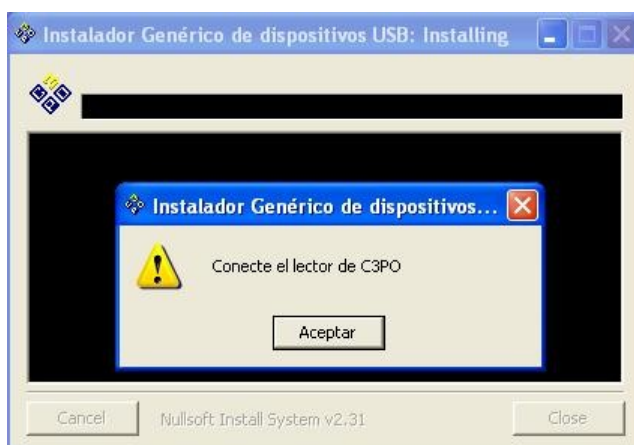 Instalador Genérico de dispositivos USB: Installing
Instalador Genérico de dispositivos...
Conecte el lector de C3PO
Aceptar
Cancel
Nullsoft Install System v2.31
Close